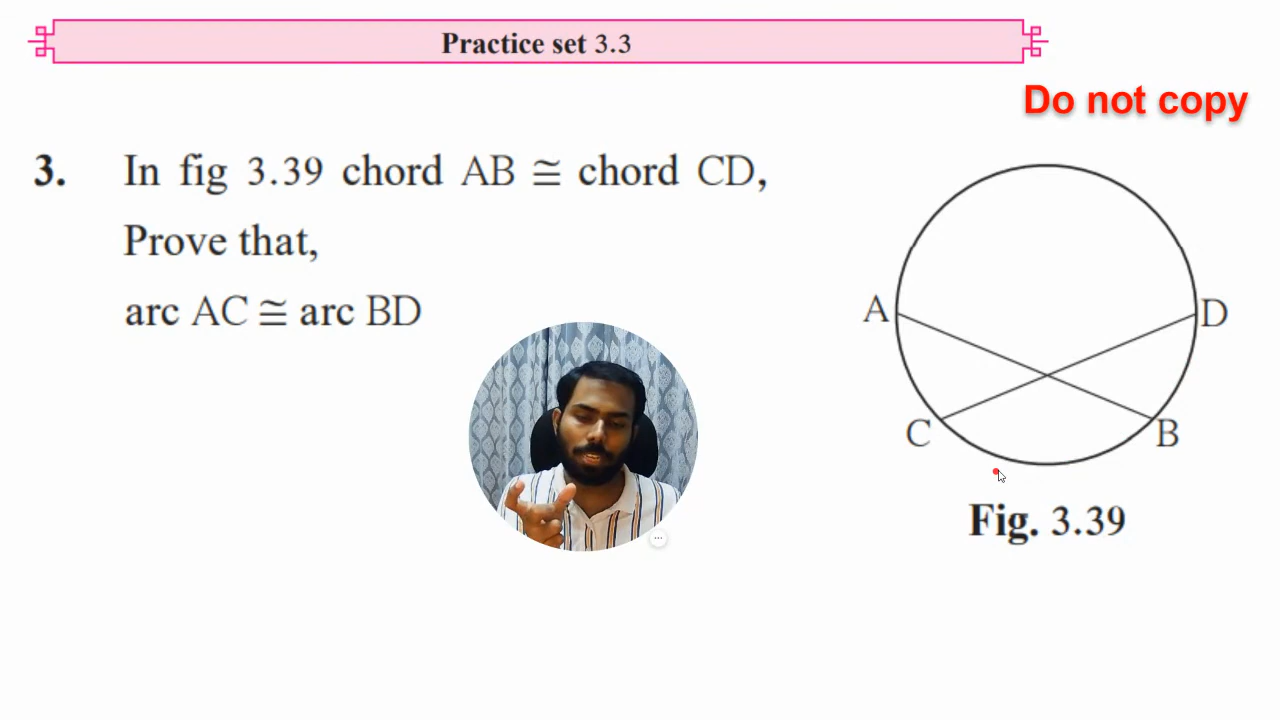 Practice set 3.3
Do not copy
3. In fig 3.39 chord AB ≅ chord CD,
Prove that,
arc AC ≅ arc BD
A
D
C
B
Fig. 3.39